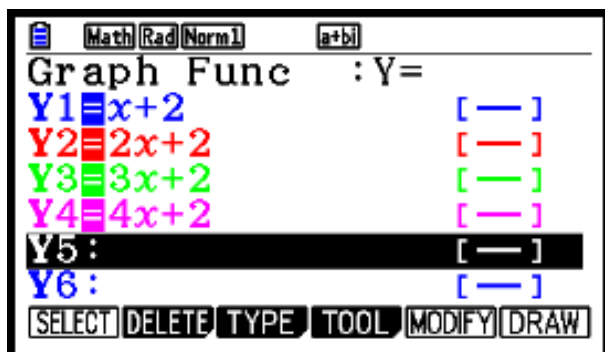 Math Rad Norm1 a+bi
Graph Func :Y=
Y1=x+2 [—]
Y2=2x+2 [—]
Y3=3x+2 [—]
Y4=4x+2 [—]
Y5: [—]
Y6: [—]
SELECT DELETE TYPE TOOL MODIFY DRAW